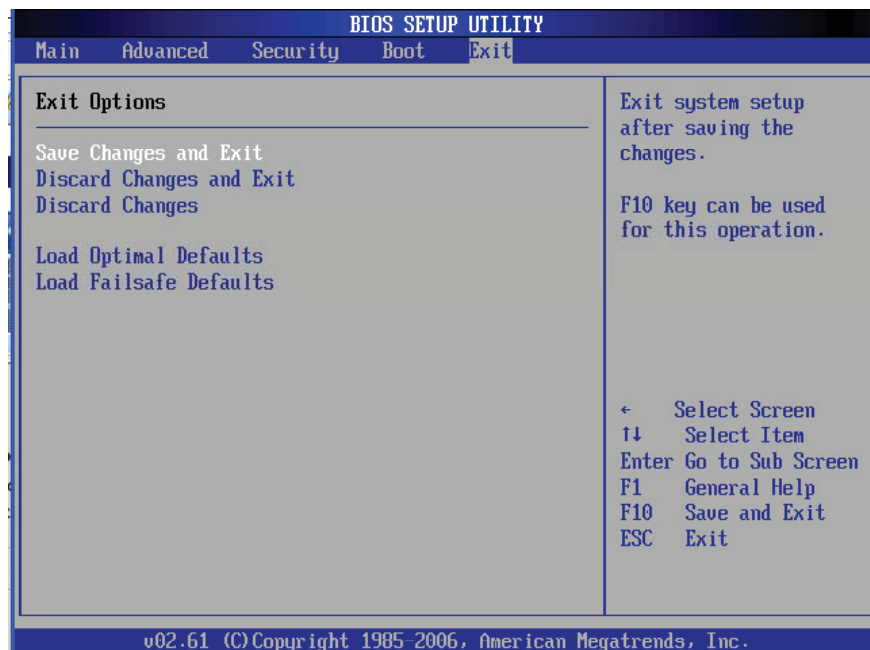 BIOS SETUP UTILITY
Main Advanced Security Boot Exit
Exit Options
Save Changes and Exit
Discard Changes and Exit
Discard Changes
Load Optimal Defaults
Load Failsafe Defaults
Exit system setup
after saving the
changes.
F10 key can be used
for this operation.
← Select Screen
↑↓ Select Item
Enter Go to Sub Screen
F1 General Help
F10 Save and Exit
ESC Exit
v02.61 (C)Copyright 1985-2006, American Megatrends, Inc.